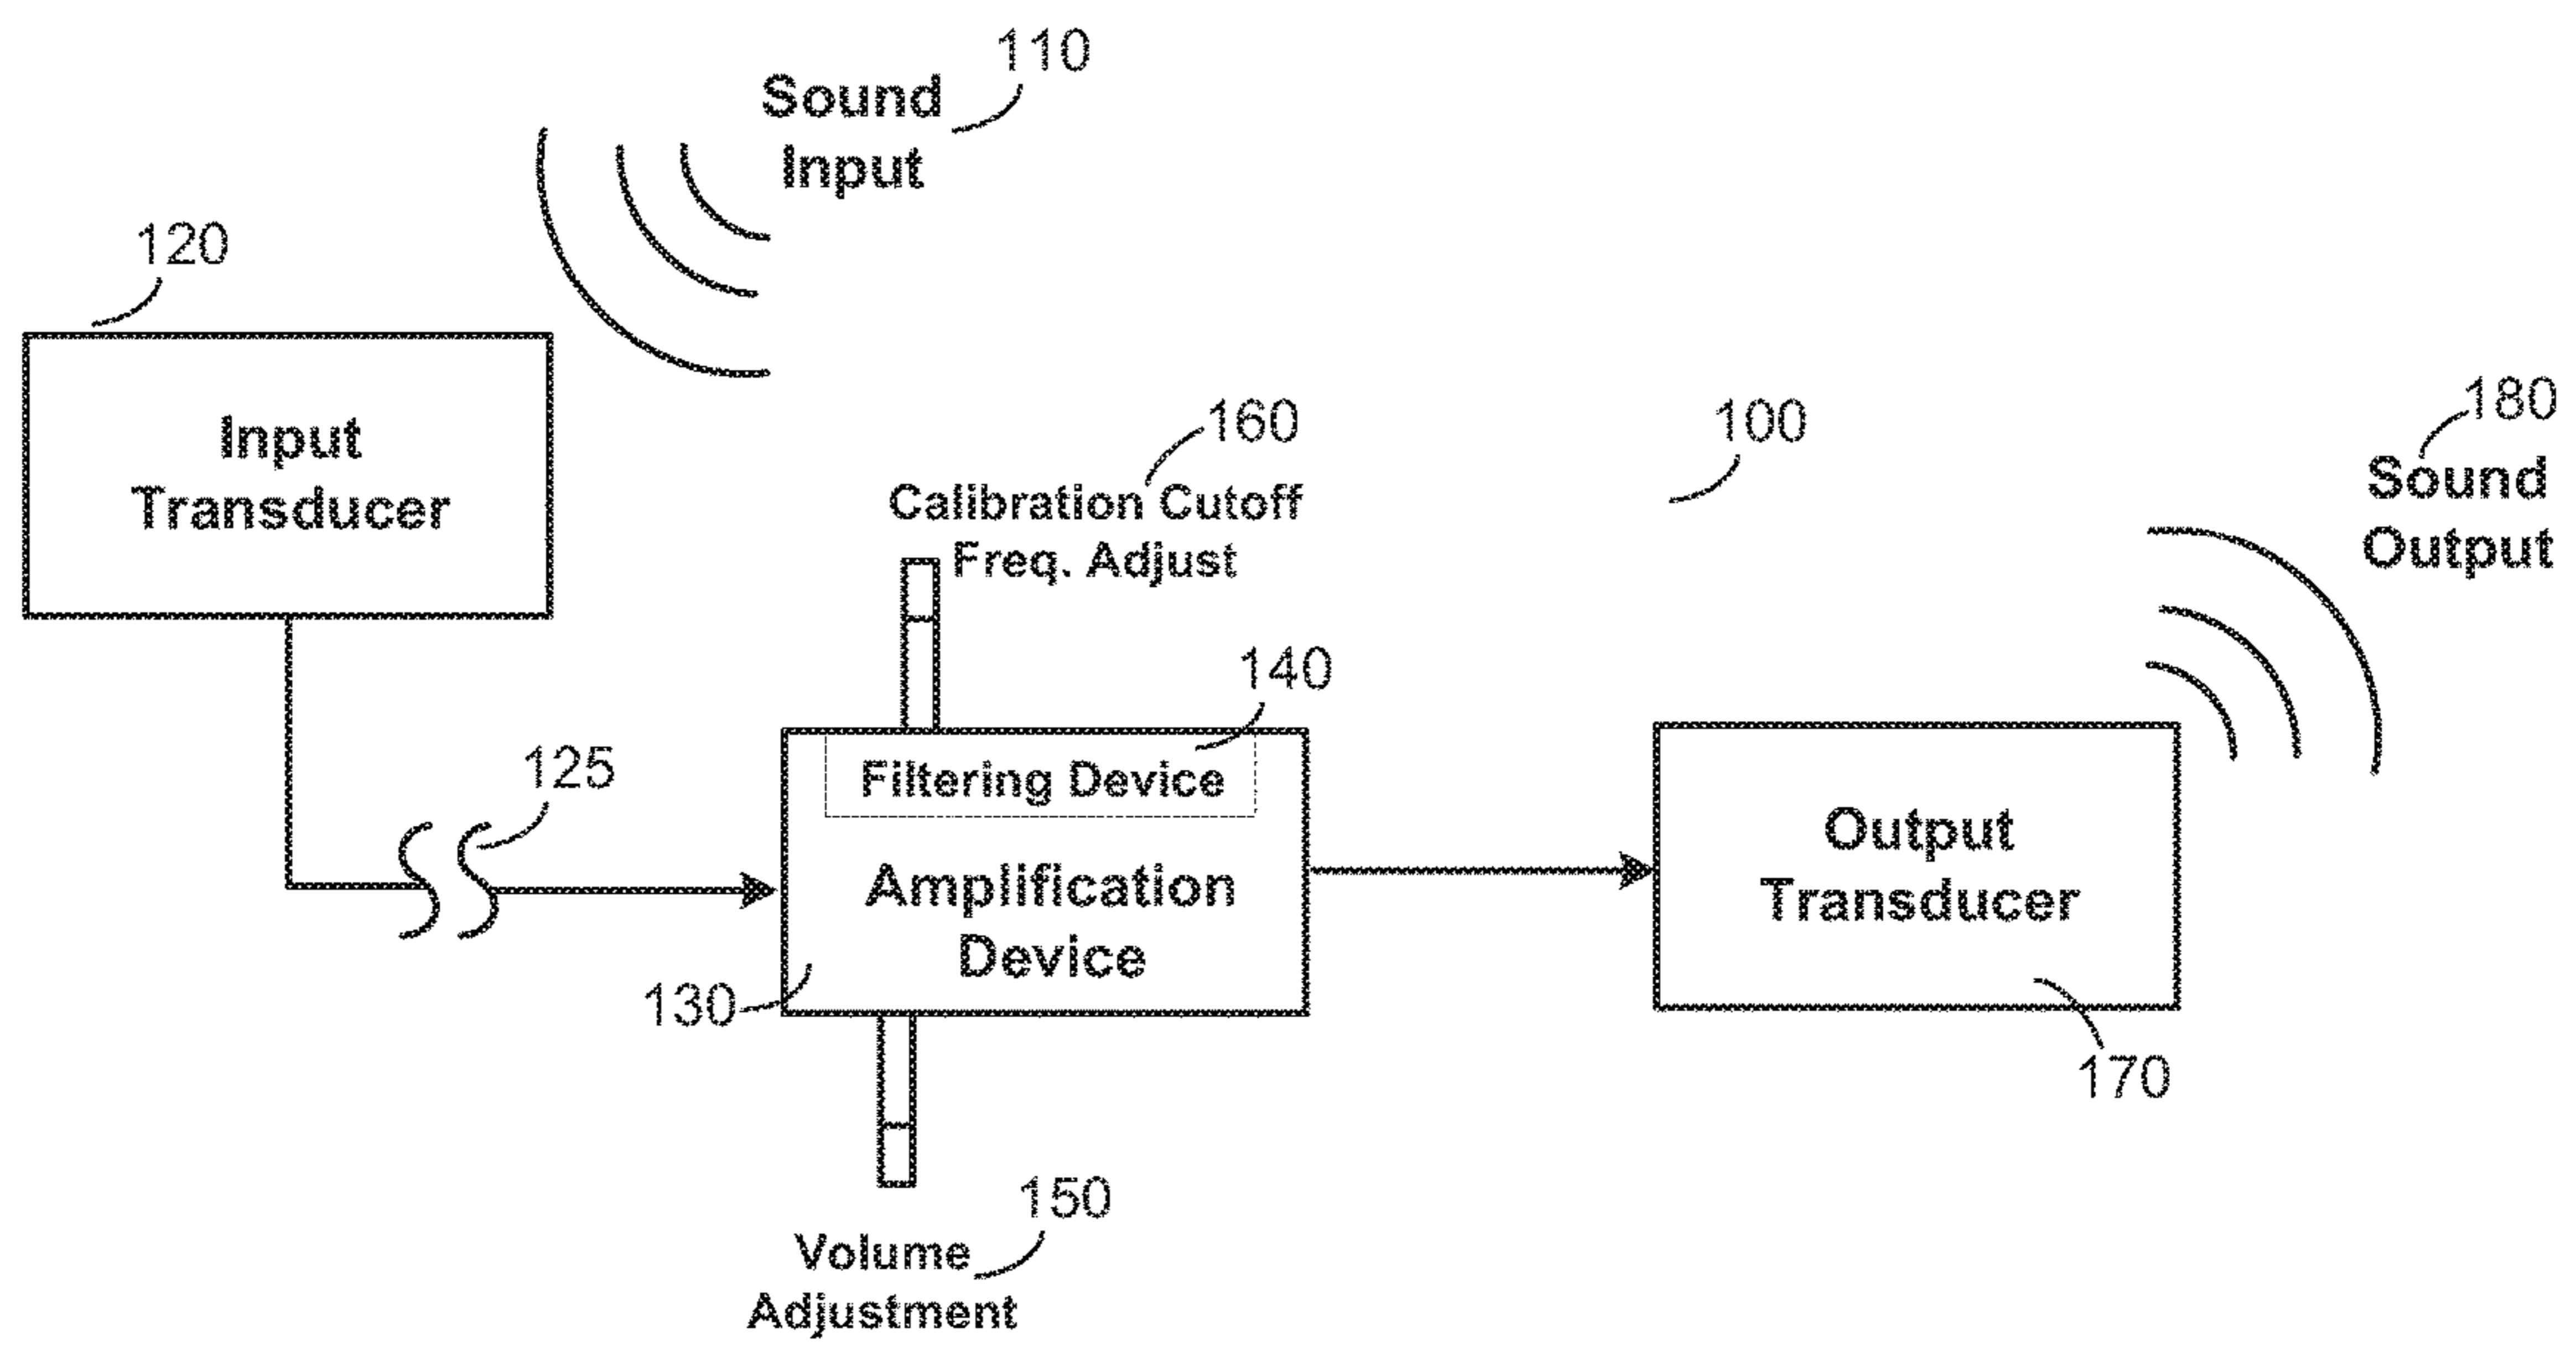 110
Sound
Input
120
Input
Transducer
160
Calibration Cutoff
Freq. Adjust
100
180
Sound
Output
125
140
Filtering Device
Amplification
Device
130
Output
Transducer
170
150
Volume
Adjustment